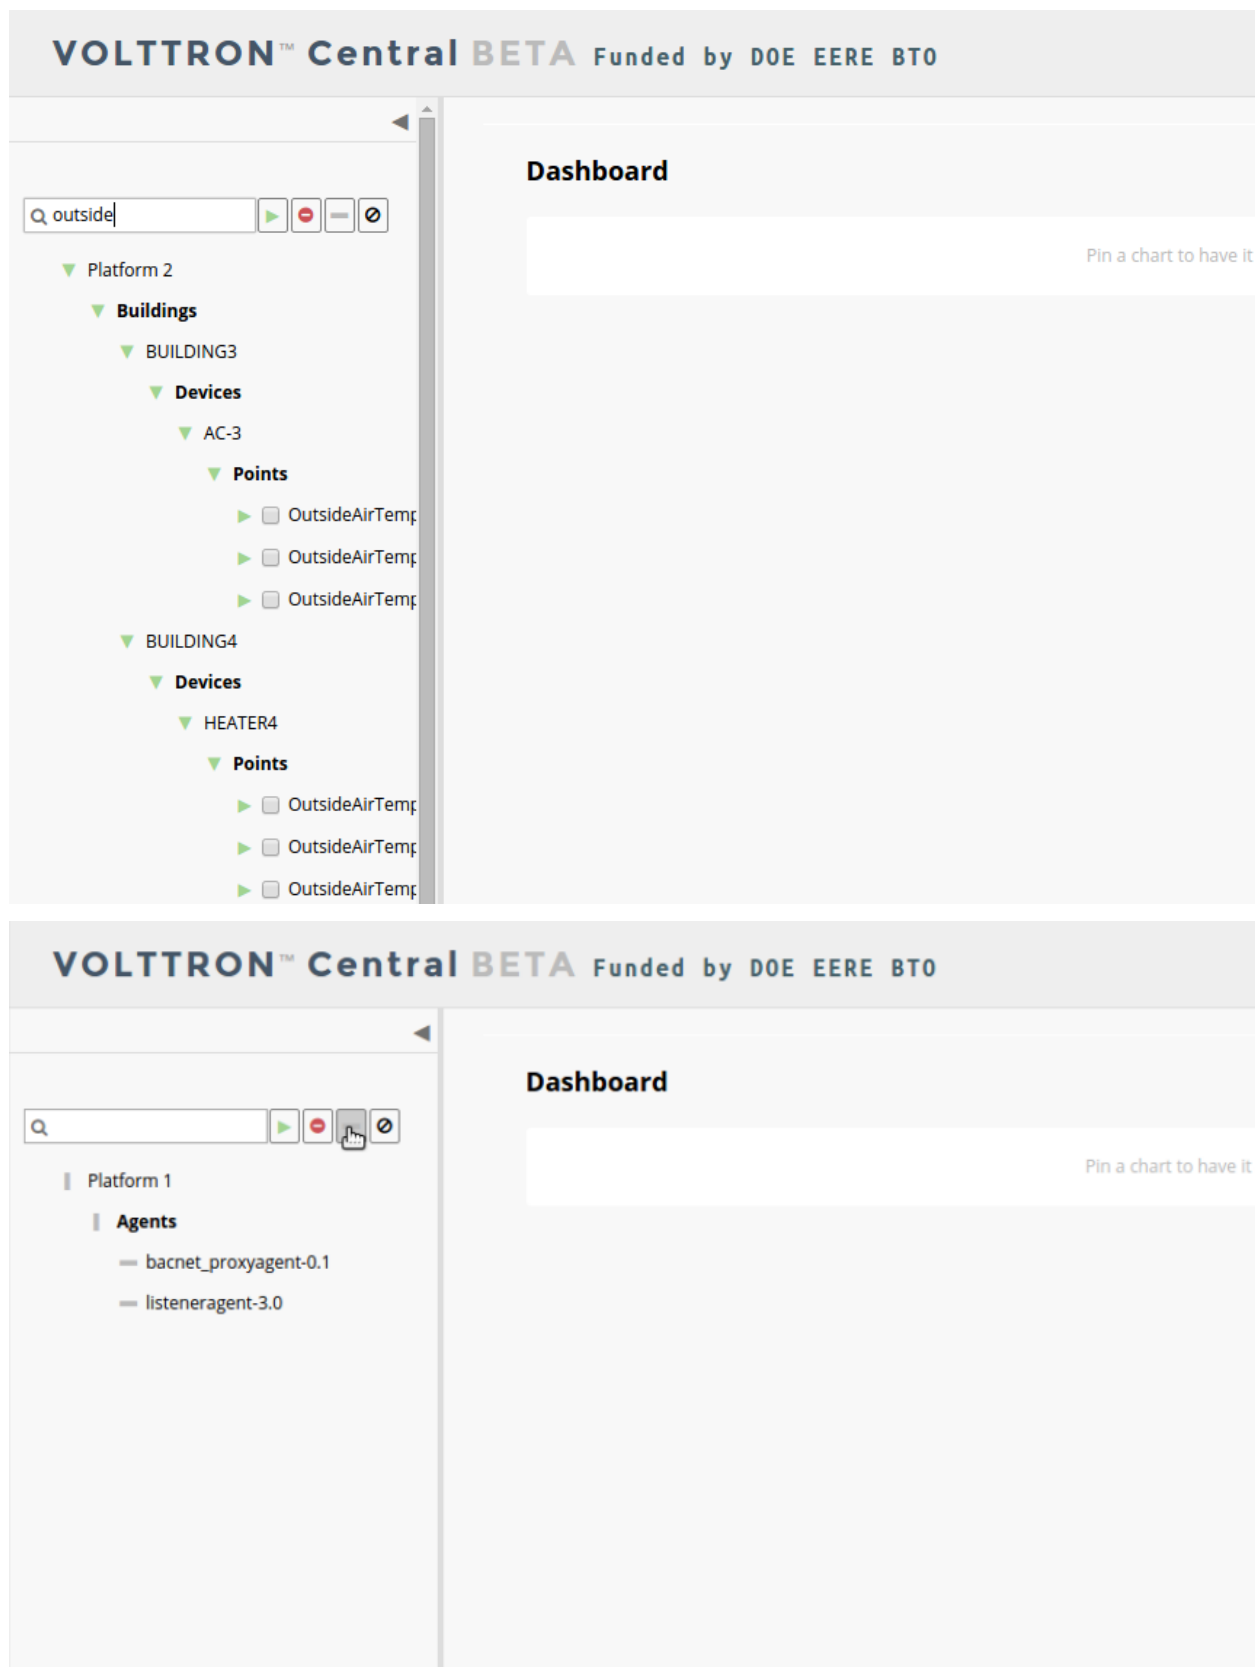 VOLTTRON™ Central BETA Funded by DOE EERE BTO
Dashboard
outside
Pin a chart to have it
Platform 2
Buildings
BUILDING3
Devices
AC-3
Points
OutsideAirTemp
OutsideAirTemp
OutsideAirTemp
BUILDING4
Devices
HEATER4
Points
OutsideAirTemp
OutsideAirTemp
OutsideAirTemp
VOLTTRON™ Central BETA Funded by DOE EERE BTO
Dashboard
Pin a chart to have it
Platform 1
Agents
bacnet_proxyagent-0.1
listeneragent-3.0